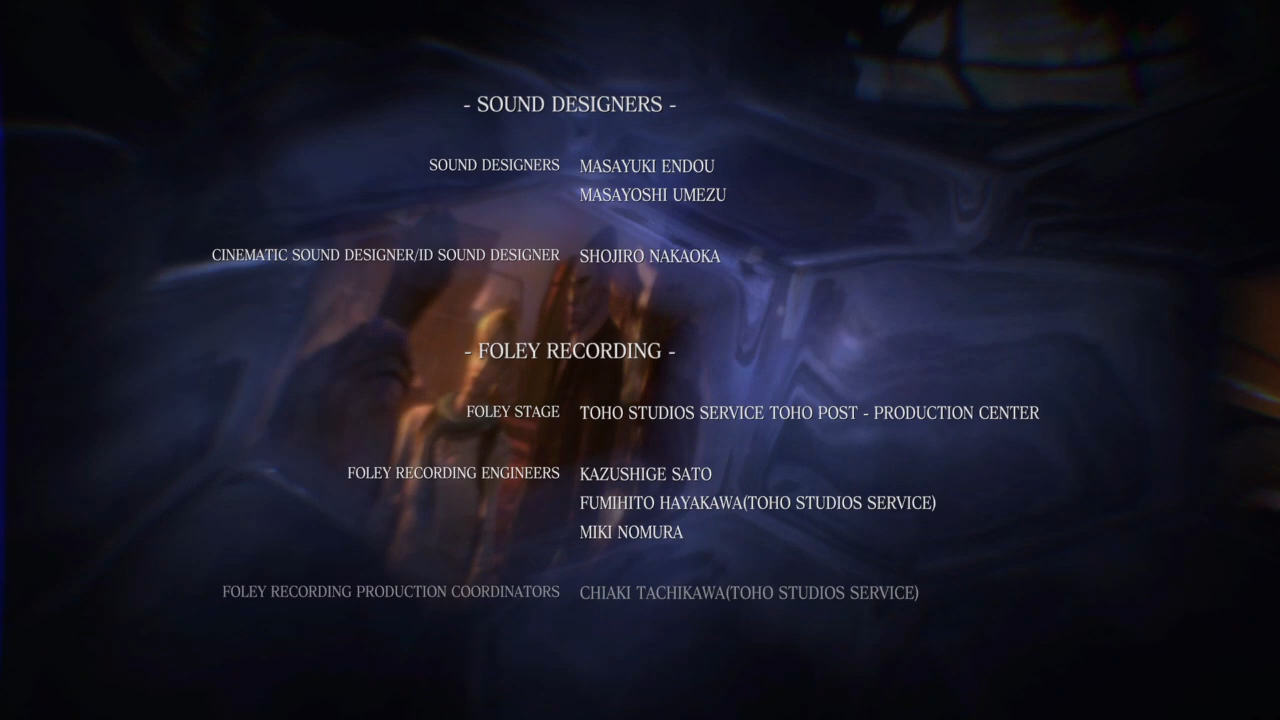 - SOUND DESIGNERS -
SOUND DESIGNERS MASAYUKI ENDOU
MASAYOSHI UMEZU
CINEMATIC SOUND DESIGNER/ID SOUND DESIGNER SHOJIRO NAKAOKA
- FOLEY RECORDING -
FOLEY STAGE TOHO STUDIOS SERVICE TOHO POST - PRODUCTION CENTER
FOLEY RECORDING ENGINEERS KAZUSHIGE SATO
FUMIHITO HAYAKAWA(TOHO STUDIOS SERVICE)
MIKI NOMURA
FOLEY RECORDING PRODUCTION COORDINATORS CHIAKI TACHIKAWA(TOHO STUDIOS SERVICE)